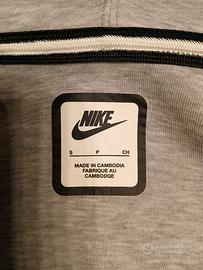 NIKE
S P CH
MADE IN CAMBODIA
FABRIQUE AU
CAMBODGE